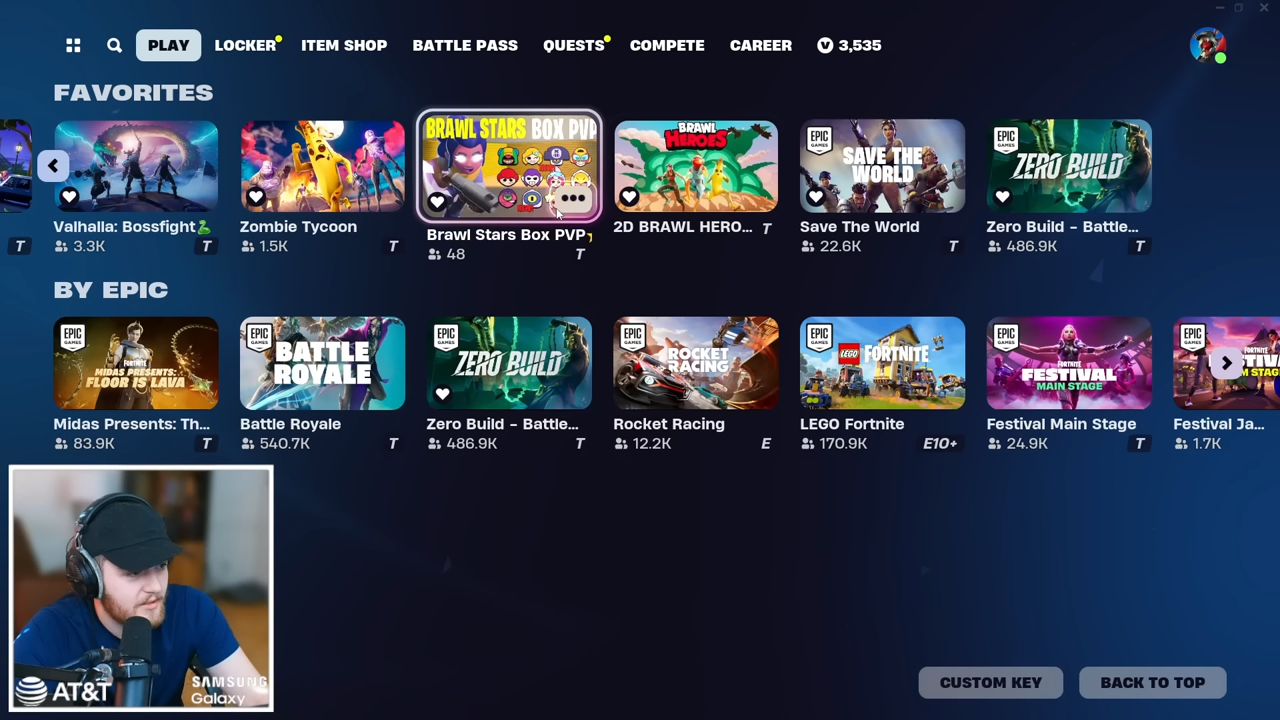 PLAY LOCKER ITEM SHOP BATTLE PASS QUESTS COMPETE CAREER V 3,535
FAVORITES
BRAWL STARS BOX PVP
BRAWL HEROES
EPIC GAMES
SAVE THE WORLD
EPIC GAMES
ZERO BUILD
Valhalla: Bossfight
Zombie Tycoon
Brawl Stars Box PVP
2D BRAWL HERO... T
Save The World
Zero Build - Battle...
T
3.3K T
1.5K T
48 T
22.6K T
486.9K T
BY EPIC
EPIC GAMES
FORTNITE
MIDAS PRESENTS:
FLOOR IS LAVA
EPIC GAMES
BATTLE ROYALE
EPIC GAMES
ZERO BUILD
EPIC GAMES
ROCKET RACING
EPIC GAMES
LEGO FORTNITE
EPIC GAMES
FORTNITE
FESTIVAL
MAIN STAGE
EPIC GAMES
Midas Presents: Th...
Battle Royale
Zero Build - Battle...
Rocket Racing
LEGO Fortnite
Festival Main Stage
Festival Ja...
83.9K T
540.7K T
486.9K T
12.2K E
170.9K E10+
24.9K T
1.7K
AT&T
SAMSUNG
Galaxy
CUSTOM KEY
BACK TO TOP